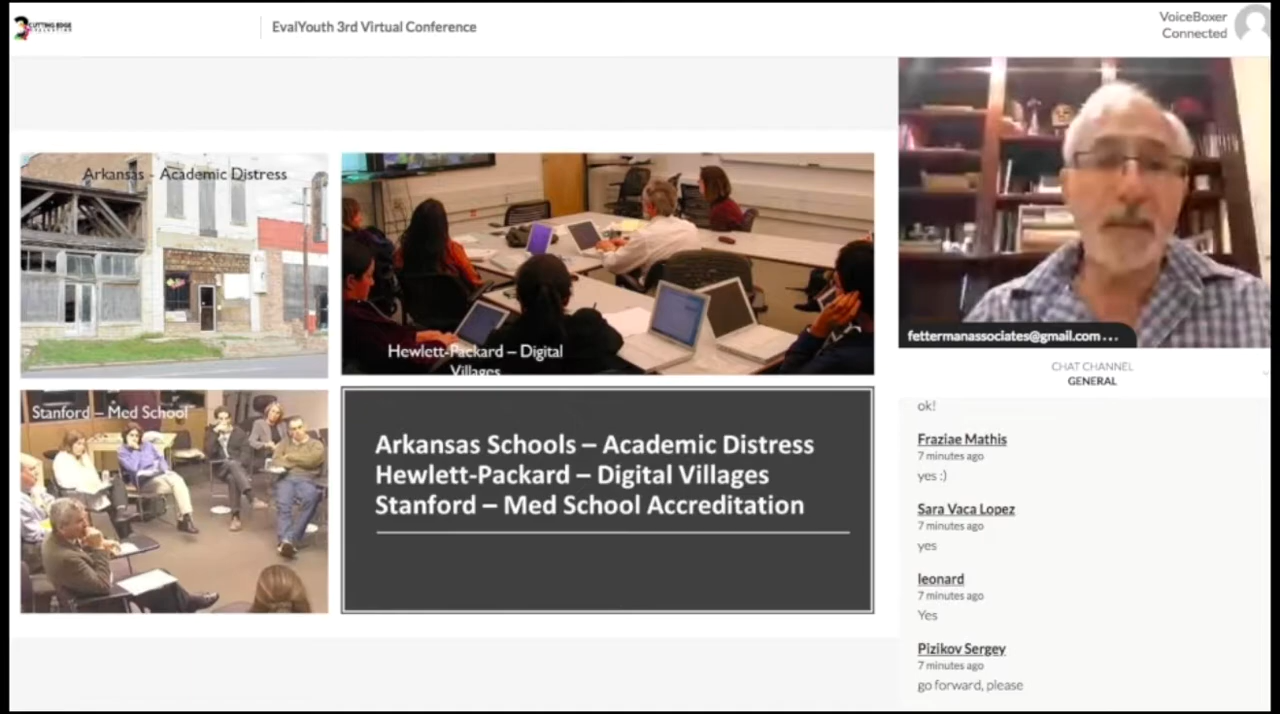 CUTTING EDGE
EvalYouth 3rd Virtual Conference
VoiceBoxer
Connected
Arkansas - Academic Distress
Hewlett-Packard – Digital
Villages
Stanford – Med School
Arkansas Schools – Academic Distress
Hewlett-Packard – Digital Villages
Stanford – Med School Accreditation
fettermanassociates@gmail.com...
CHAT CHANNEL
GENERAL
ok!
Fraziae Mathis
7 minutes ago
yes :)
Sara Vaca Lopez
7 minutes ago
yes
leonard
7 minutes ago
Yes
Pizikov Sergey
7 minutes ago
go forward, please